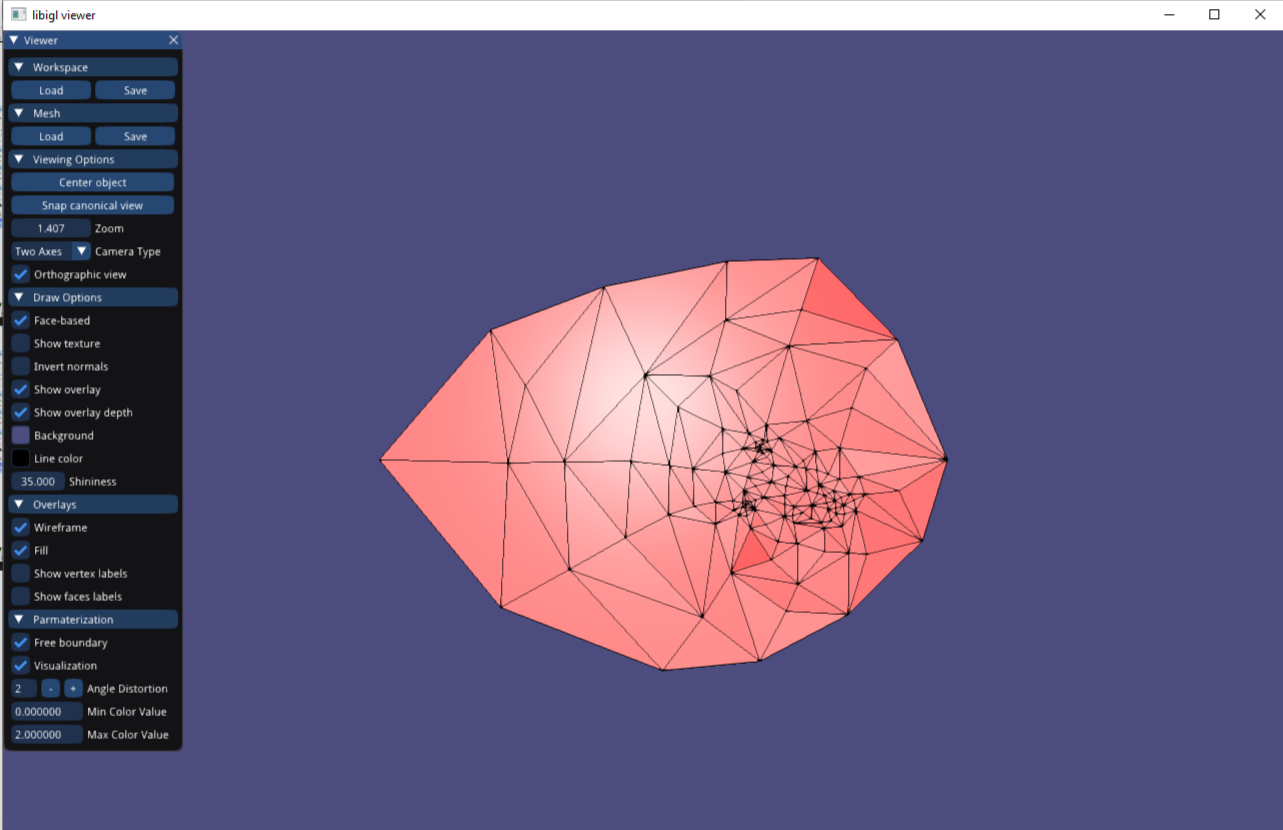 libigl viewer
Viewer
Workspace
Load Save
Mesh
Load Save
Viewing Options
Center object
Snap canonical view
1.407 Zoom
Two Axes Camera Type
Orthographic view
Draw Options
Face-based
Show texture
Invert normals
Show overlay
Show overlay depth
Background
Line color
35.000 Shininess
Overlays
Wireframe
Fill
Show vertex labels
Show faces labels
Parmaterization
Free boundary
Visualization
2 - + Angle Distortion
0.000000 Min Color Value
2.000000 Max Color Value